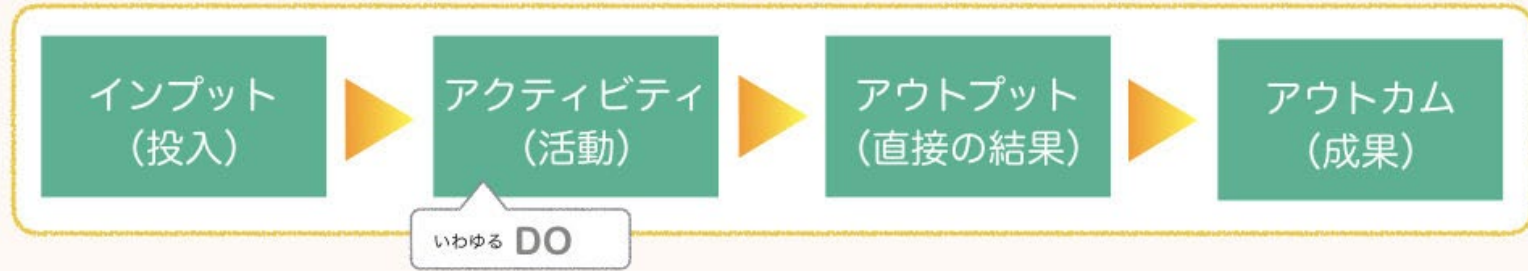 インプット
（投入）
アクティビティ
（活動）
アウトプット
（直接の結果）
アウトカム
（成果）
いわゆる DO